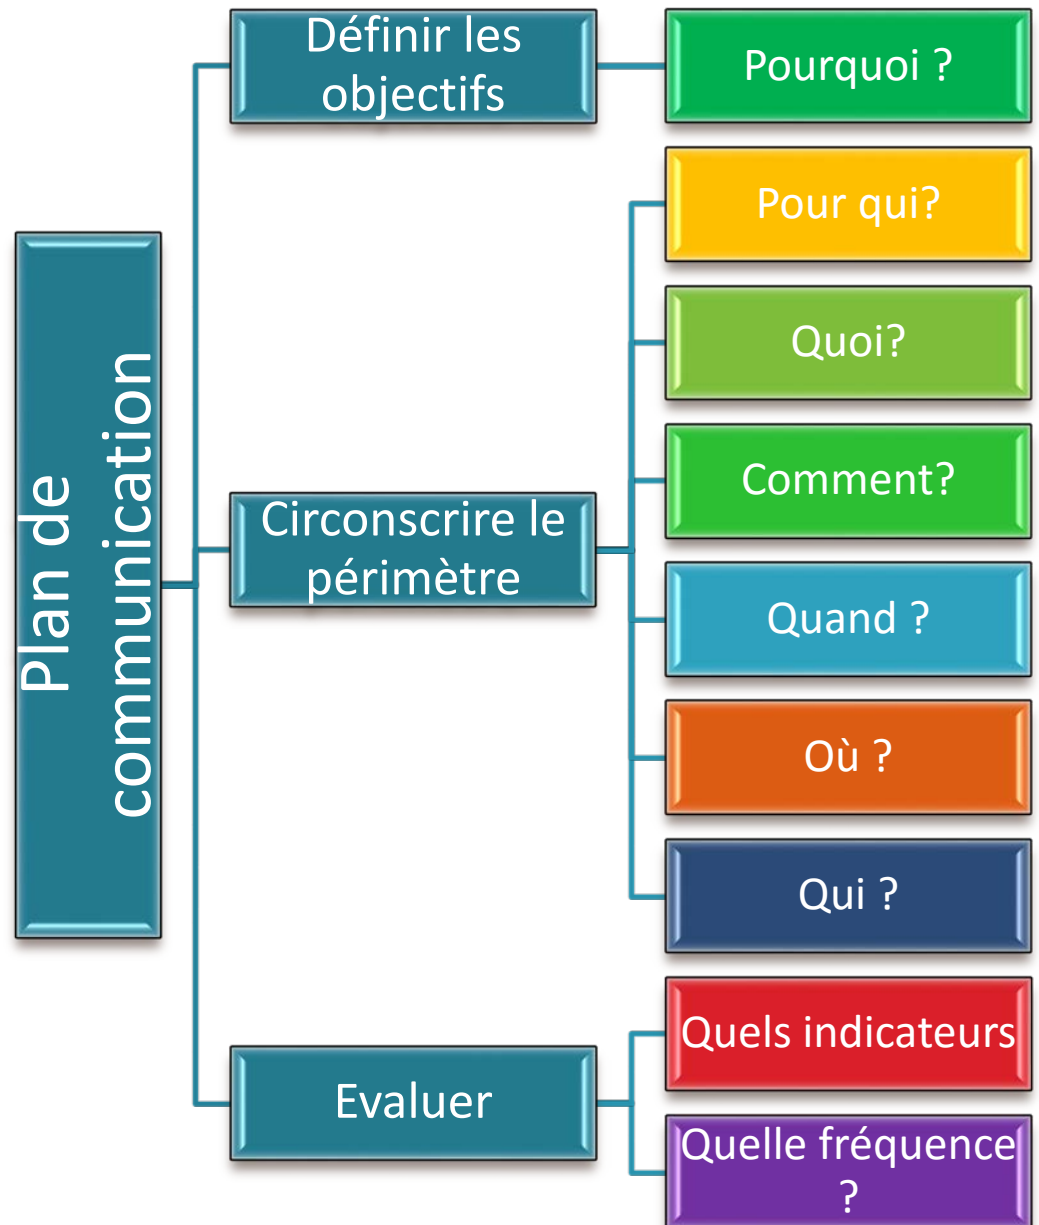 Plan de
communication
Définir les
objectifs
Pourquoi ?
Circonscrire le
périmètre
Pour qui?
Quoi?
Comment?
Quand ?
Où ?
Qui ?
Evaluer
Quels indicateurs
Quelle fréquence
?